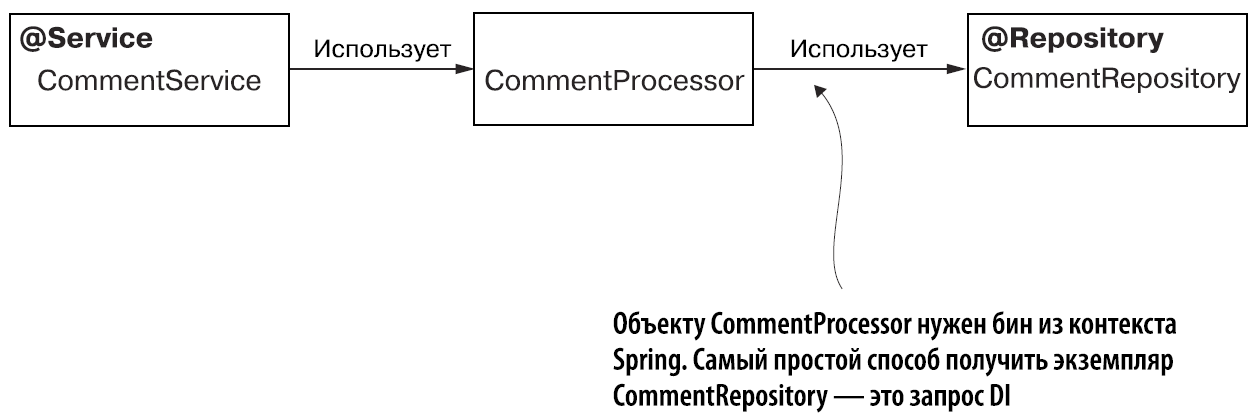 @Service
CommentService
Использует
CommentProcessor
Использует
@Repository
CommentRepository
Объекту CommentProcessor нужен бин из контекста
Spring. Самый простой способ получить экземпляр
CommentRepository — это запрос DI